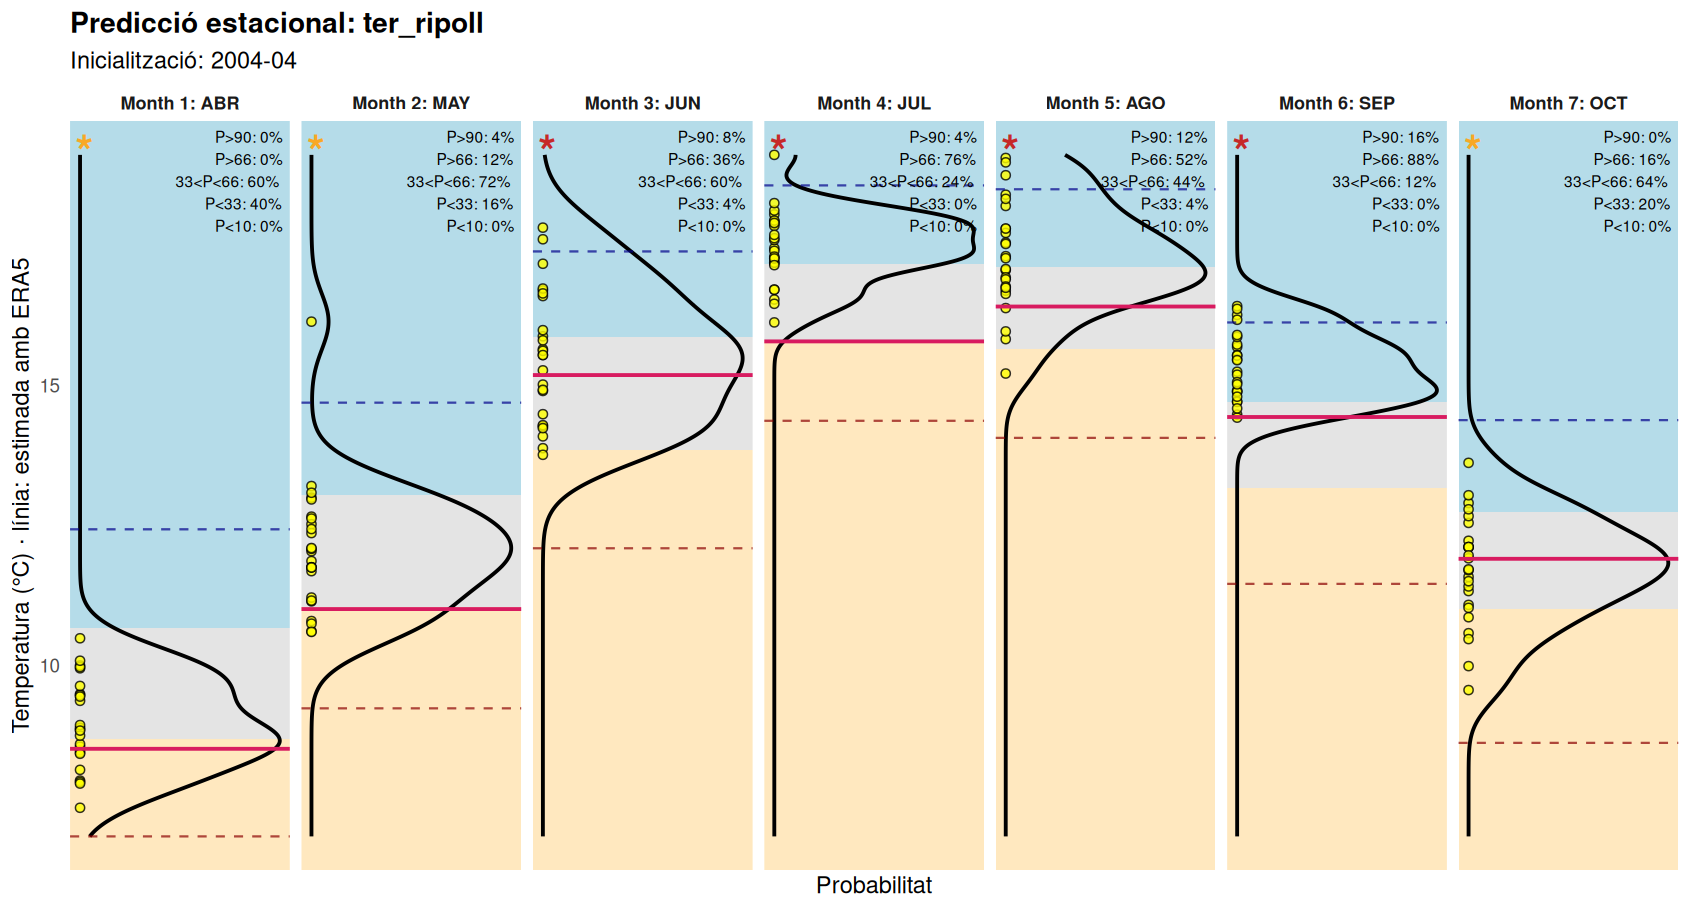 Predicció estacional: ter_ripoll
Inicialització: 2004-04
Month 1: ABR
P>90: 0%
P>66: 0%
33<P<66: 60%
P<33: 40%
P<10: 0%
Month 2: MAY
P>90: 4%
P>66: 12%
33<P<66: 72%
P<33: 16%
P<10: 0%
Month 3: JUN
P>90: 8%
P>66: 36%
33<P<66: 60%
P<33: 4%
P<10: 0%
Month 4: JUL
P>90: 4%
P>66: 76%
33<P<66: 24%
P<33: 0%
P<10: 0%
Month 5: AGO
P>90: 12%
P>66: 52%
33<P<66: 44%
P<33: 4%
P<10: 0%
Month 6: SEP
P>90: 16%
P>66: 88%
33<P<66: 12%
P<33: 0%
P<10: 0%
Month 7: OCT
P>90: 0%
P>66: 16%
33<P<66: 64%
P<33: 20%
P<10: 0%
Temperatura (°C) · línia: estimada amb ERA5
15
10
Probabilitat